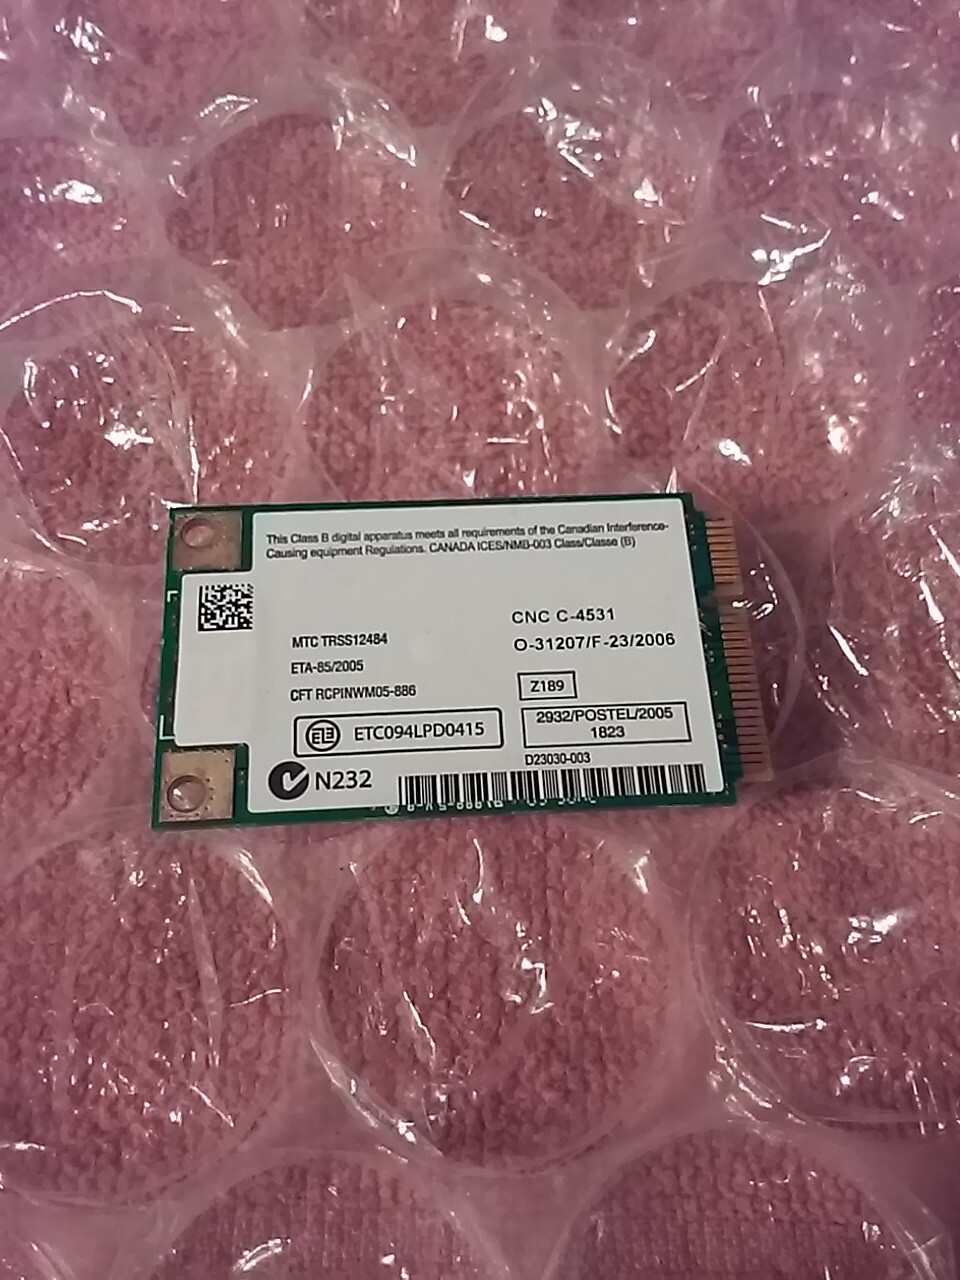 This Class B digital apparatus meets all requirements of the Canadian Interference-
Causing equipment Regulations. CANADA ICES/NMB-003 Class/Classe (B)
CNC C-4531
MTC TRSS12484
O-31207/F-23/2006
ETA-85/2005
CFT RCPINWM05-886
Z189
ETC094LPD0415
2932/POSTEL/2005
1823
D23030-003
N232